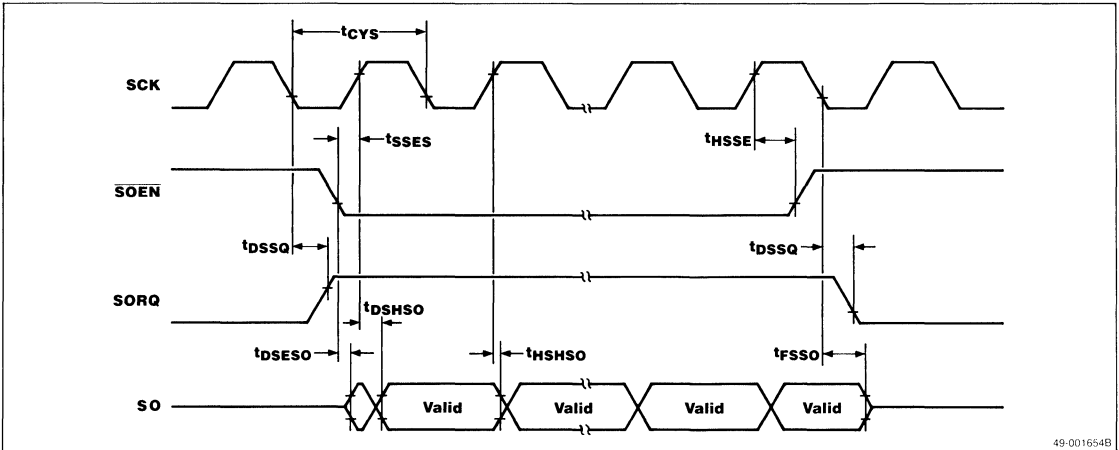 tCYS
SCK
tSSES
tHSSE
SOEN
tDSSQ
tDSSQ
SORQ
tDSHSO
tDSESO
tHSHSO
tFSSO
SO
Valid
Valid
Valid
Valid
49-001654B